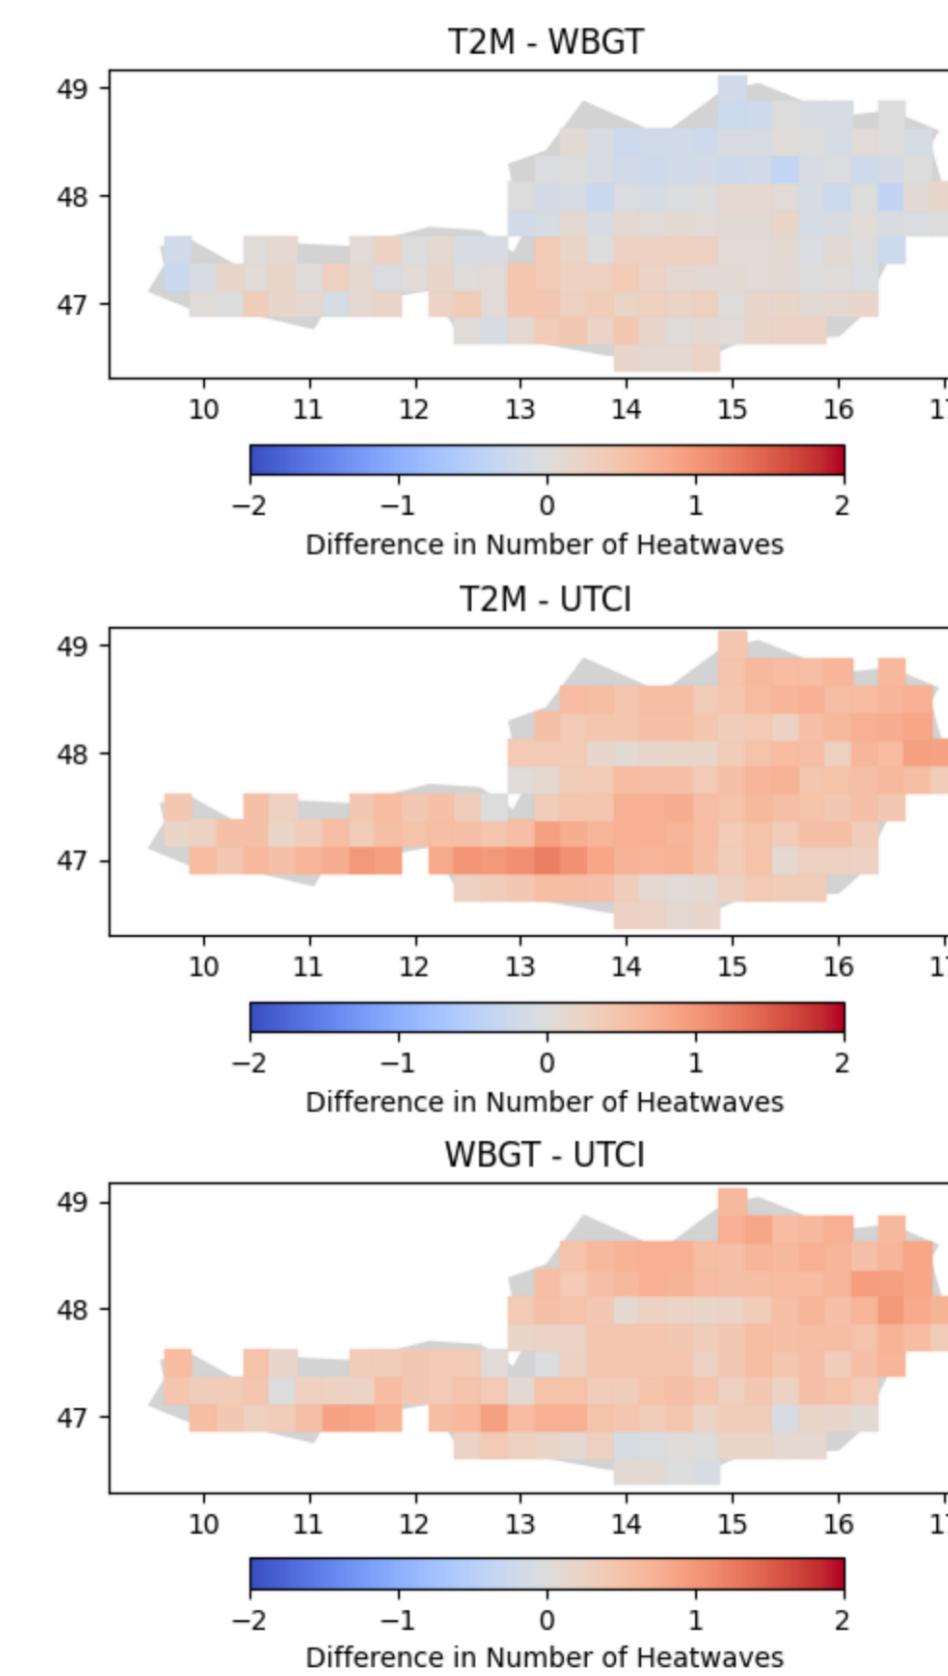 T2M - WBGT
49
48
47
10 11 12 13 14 15 16
−2 −1 0 1 2
Difference in Number of Heatwaves
T2M - UTCI
49
48
47
10 11 12 13 14 15 16
−2 −1 0 1 2
Difference in Number of Heatwaves
WBGT - UTCI
49
48
47
10 11 12 13 14 15 16
−2 −1 0 1 2
Difference in Number of Heatwaves